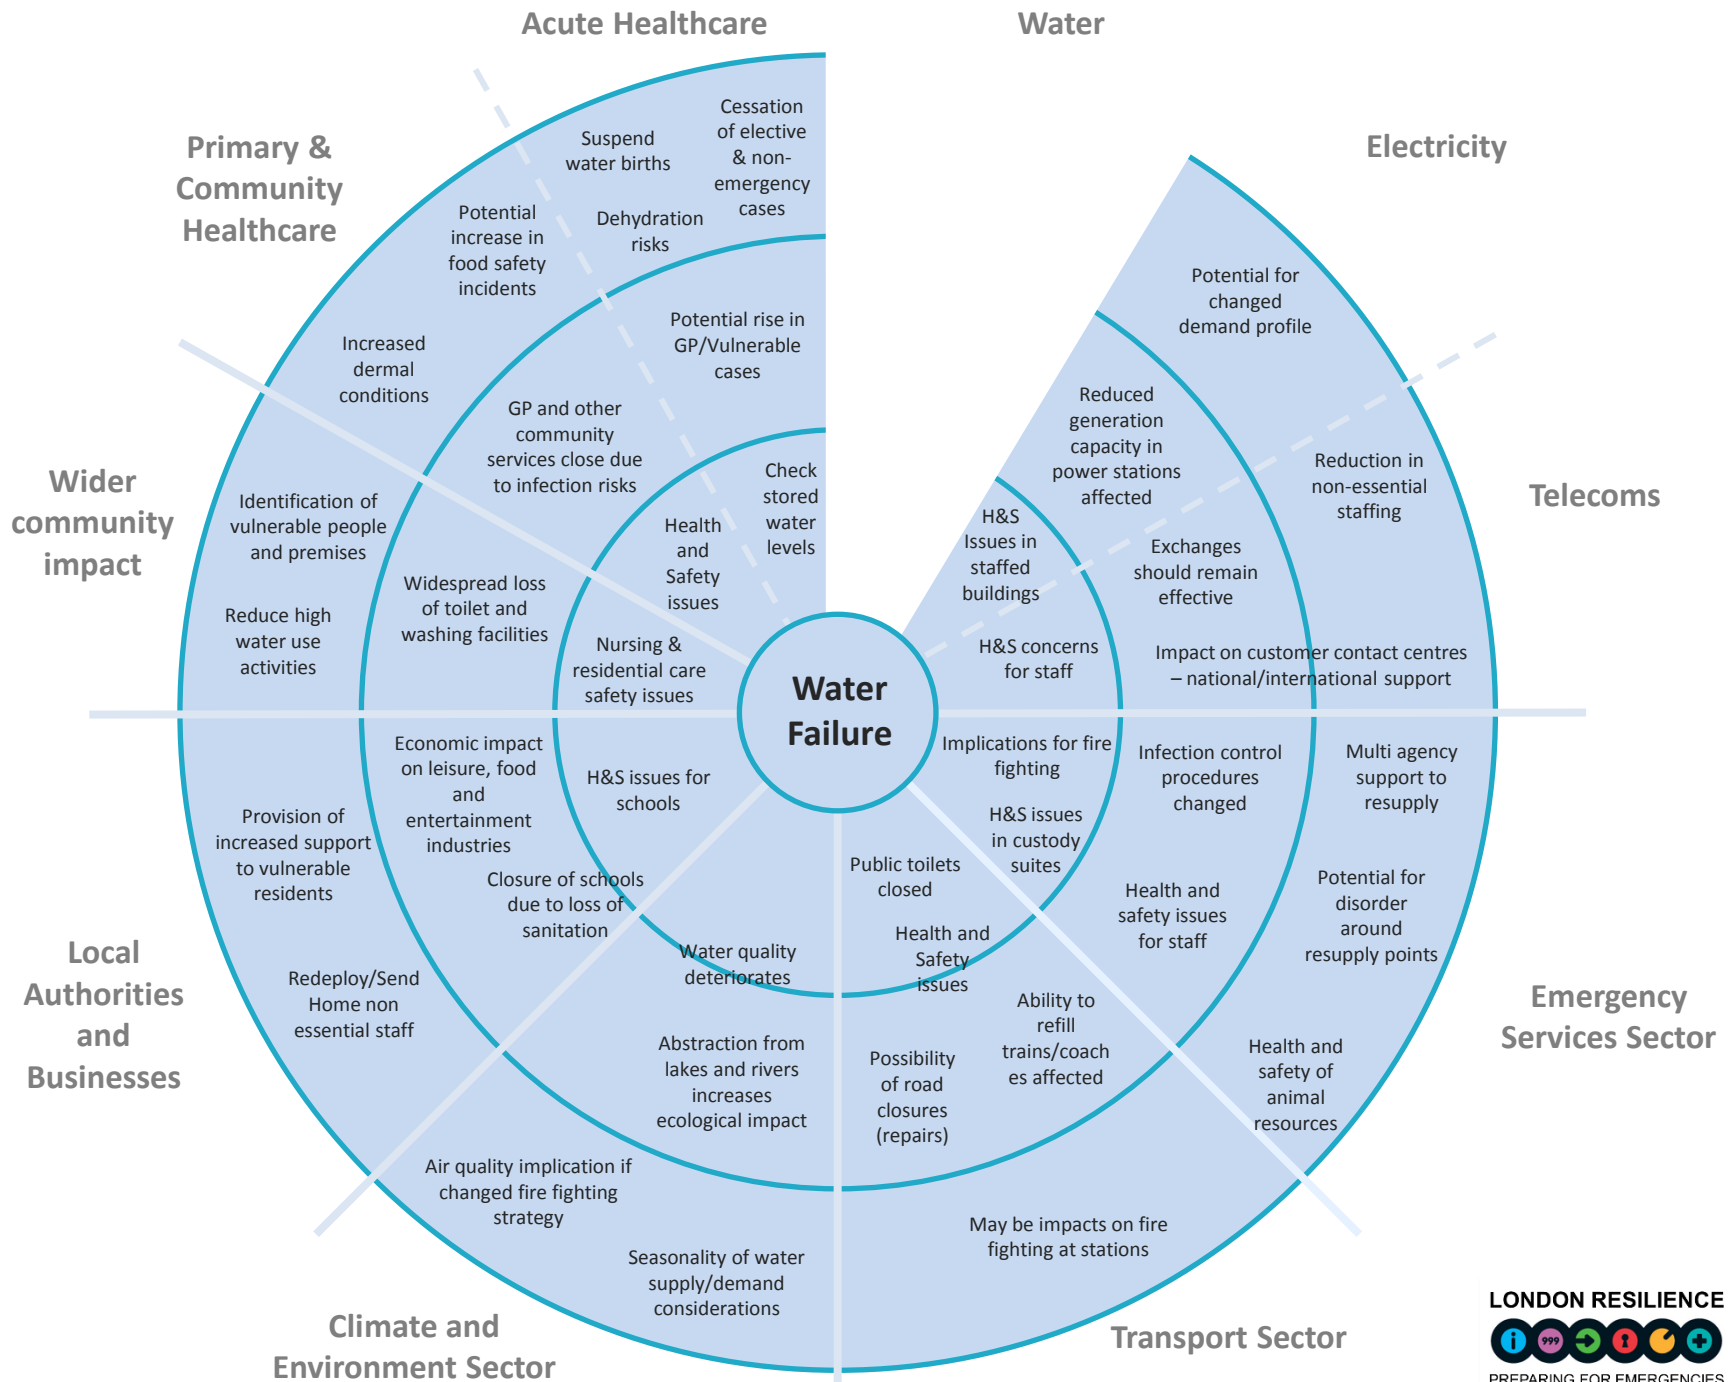 Acute Healthcare
Water
Electricity
Telecoms
Emergency
Services Sector
Transport Sector
Climate and
Environment Sector
Local
Authorities
and
Businesses
Wider
community
impact
Primary &
Community
Healthcare
Water
Failure
Cessation
of elective
& non-
emergency
cases
Suspend
water births
Dehydration
risks
Potential rise in
GP/Vulnerable
cases
Check
stored
water
levels
Potential
increase in
food safety
incidents
Increased
dermal
conditions
GP and other
community
services close due
to infection risks
Health
and
Safety
issues
Identification of
vulnerable people
and premises
Reduce high
water use
activities
Widespread loss
of toilet and
washing facilities
Nursing &
residential care
safety issues
Economic impact
on leisure, food
and
entertainment
industries
H&S issues for
schools
Provision of
increased support
to vulnerable
residents
Closure of schools
due to loss of
sanitation
Redeploy/Send
Home non
essential staff
Water quality
deteriorates
Abstraction from
lakes and rivers
increases
ecological impact
Air quality implication if
changed fire fighting
strategy
Seasonality of water
supply/demand
considerations
Public toilets
closed
Health and
Safety
issues
Ability to
refill
trains/coach
es affected
Possibility
of road
closures
(repairs)
May be impacts on fire
fighting at stations
Implications for fire
fighting
H&S issues
in custody
suites
Infection control
procedures
changed
Health and
safety issues
for staff
Multi agency
support to
resupply
Potential for
disorder
around
resupply points
Health and
safety of
animal
resources
H&S concerns
for staff
Exchanges
should remain
effective
Impact on customer contact centres
– national/international support
Reduction in
non-essential
staffing
H&S
Issues in
staffed
buildings
Reduced
generation
capacity in
power stations
affected
Potential for
changed
demand profile
LONDON RESILIENCE
999
PREPARING FOR EMERGENCIES